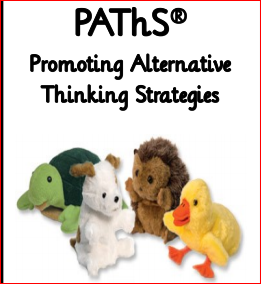 PAThS®
Promoting Alternative
Thinking Strategies